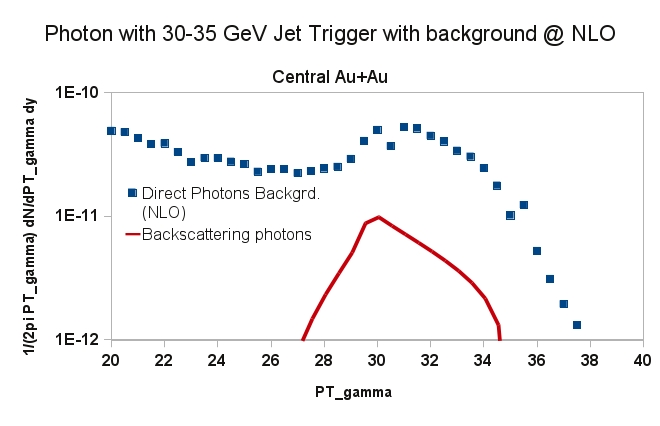 Photon with 30-35 GeV Jet Trigger with background @ NLO
Central Au+Au
1/(2pi PT_gamma) dN/dPT_gamma dy
1E-10
1E-11
1E-12
Direct Photons Backgrd.
(NLO)
Backscattering photons
20 22 24 26 28 30 32 34 36 38 40
PT_gamma